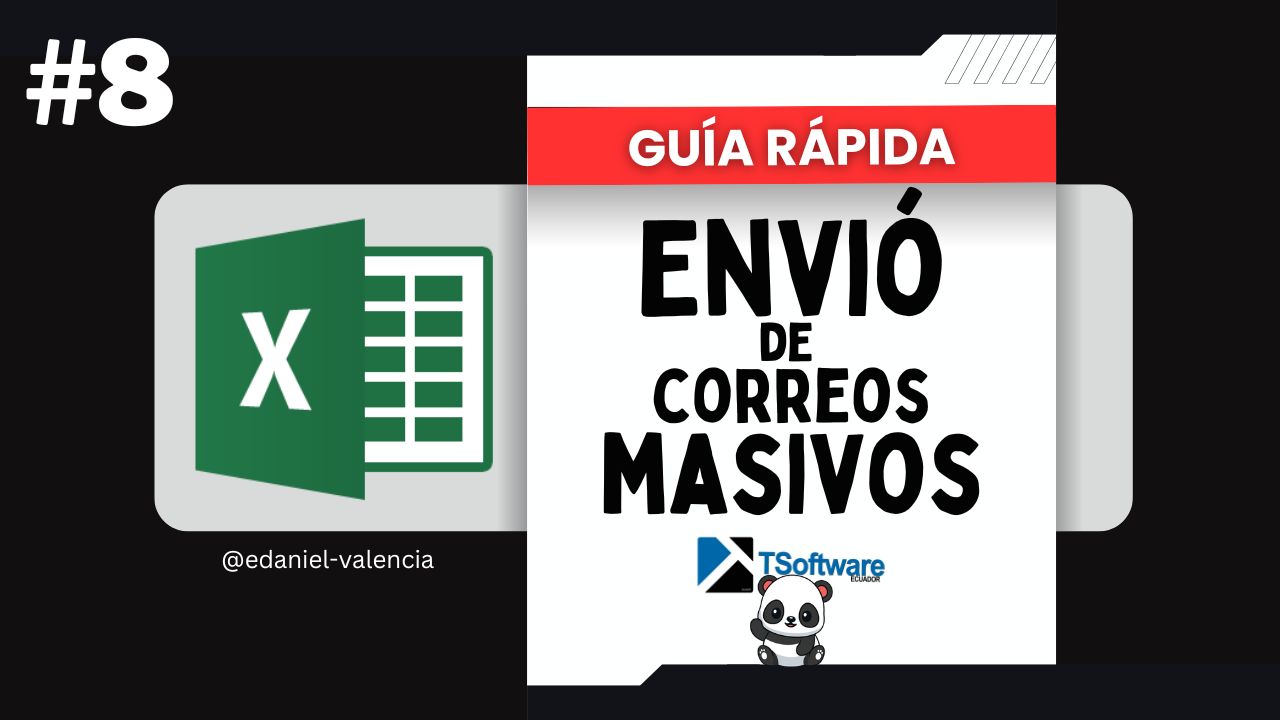 #8
GUÍA RÁPIDA
ENVIÓ
DE
CORREOS
MASIVOS
X
@edaniel-valencia
TSoftware
ECUADOR